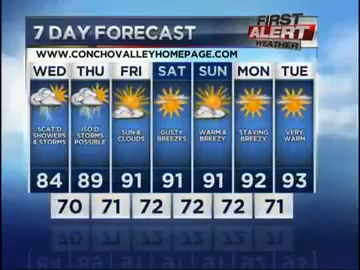 7 DAY FORECAST
FIRST
ALERT
WEATHER
WWW.CONCHOVALLEYHOMEPAGE.COM
WED THU FRI SAT SUN MON TUE
SCAT'D SHOWERS & STORMS
ISO'D STORMS POSSIBLE
SUN & CLOUDS
GUSTY BREEZES
WARM & BREEZY
STAYING BREEZY
VERY WARM
84 89 91 91 91 92 93
70 71 72 72 72 71